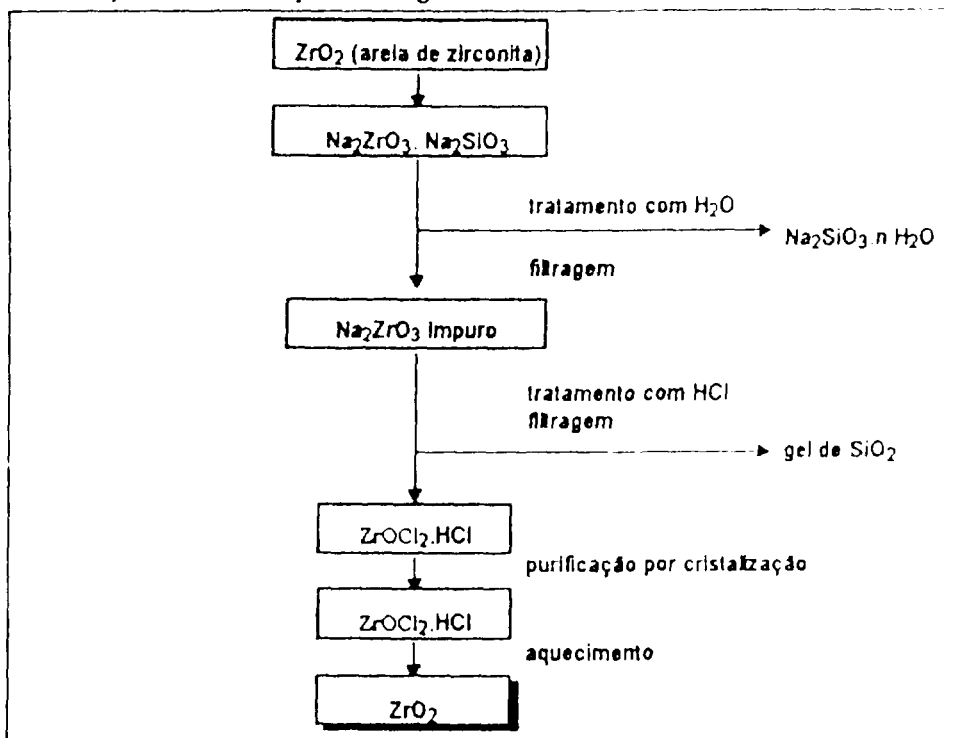 ZrO₂ (areia de zirconita)
Na₂ZrO₃. Na₂SiO₃
tratamento com H₂O
Na₂SiO₃.n H₂O
filtragem
Na₂ZrO₃ Impuro
tratamento com HCl
filtragem
gel de SiO₂
ZrOCl₂.HCl
purificação por cristalização
ZrOCl₂.HCl
aquecimento
ZrO₂